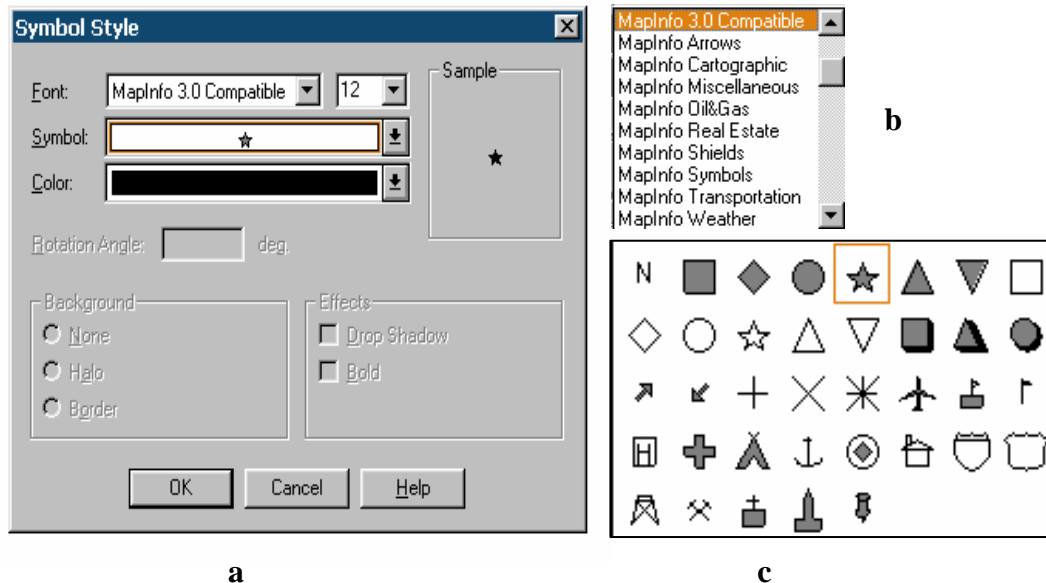 Symbol Style
Font:
MapInfo 3.0 Compatible
12
Sample
Symbol:
Color:
Rotation Angle:
deg.
Background
None
Halo
Border
Effects
Drop Shadow
Bold
OK
Cancel
Help
a
MapInfo 3.0 Compatible
MapInfo Arrows
MapInfo Cartographic
MapInfo Miscellaneous
MapInfo Oil&Gas
MapInfo Real Estate
MapInfo Shields
MapInfo Symbols
MapInfo Transportation
MapInfo Weather
b
N
H
c